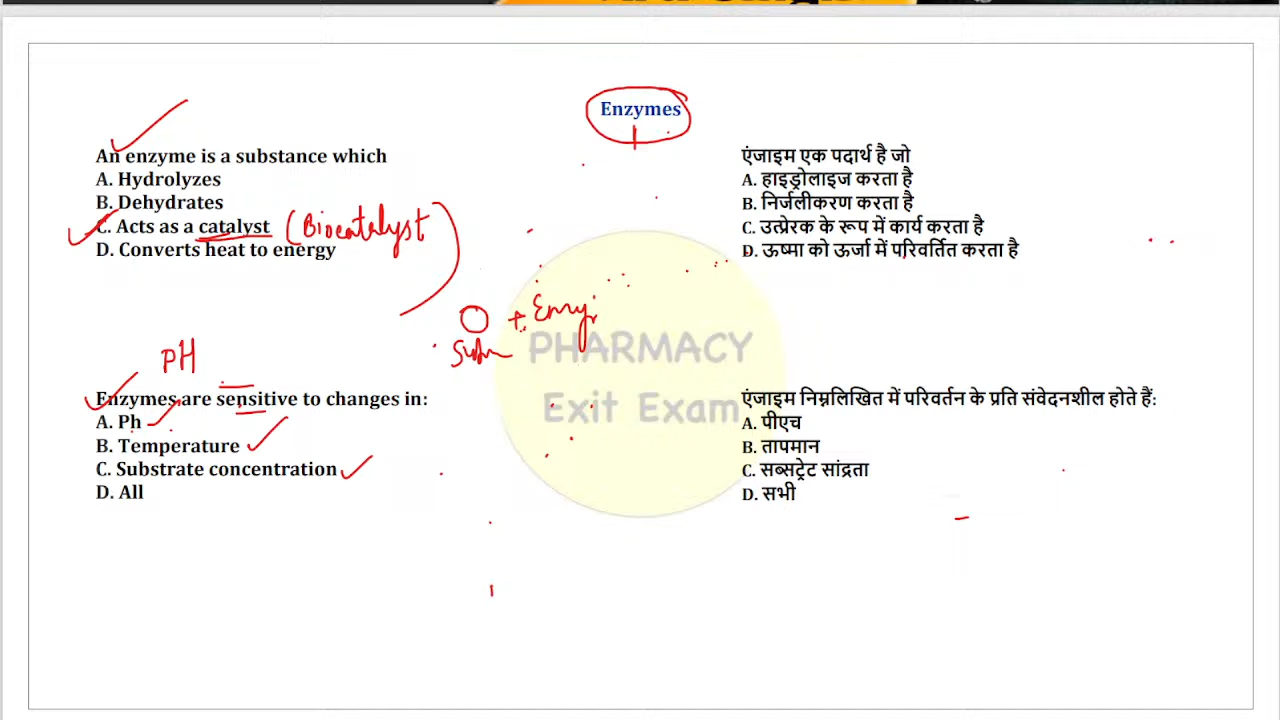 Enzymes
An enzyme is a substance which
A. Hydrolyzes
B. Dehydrates
C. Acts as a catalyst (Biocatalyst
D. Converts heat to energy
एंजाइम एक पदार्थ है जो
A. हाइड्रोलाइज करता है
B. निर्जलीकरण करता है
C. उत्प्रेरक के रूप में कार्य करता है
D. ऊष्मा को ऊर्जा में परिवर्तित करता है
+
PHARMACY
Exit Exam
PH
Enzymes are sensitive to changes in:
A. Ph
B. Temperature
C. Substrate concentration
D. All
एंजाइम निम्नलिखित में परिवर्तन के प्रति संवेदनशील होते हैं:
A. पीएच
B. तापमान
C. सब्सट्रेट सांद्रता
D. सभी